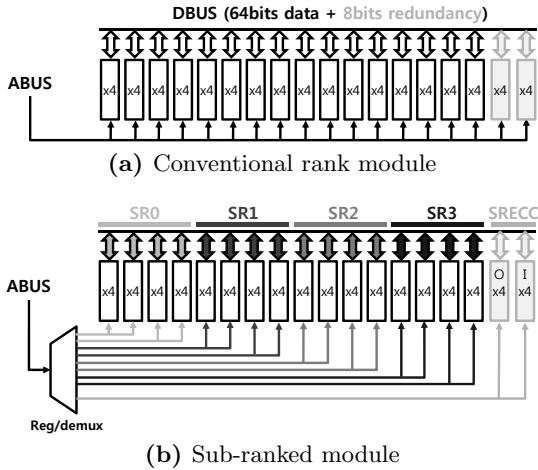 DBUS (64bits data + 8bits redundancy)
x4 x4 x4 x4 x4 x4 x4 x4 x4 x4 x4 x4 x4 x4 x4 x4 x4 x4
ABUS
(a) Conventional rank module
SR0 SR1 SR2 SR3 SRECC
O I
x4 x4 x4 x4 x4 x4 x4 x4 x4 x4 x4 x4 x4 x4 x4 x4 x4 x4
ABUS
Reg/demux
(b) Sub-ranked module